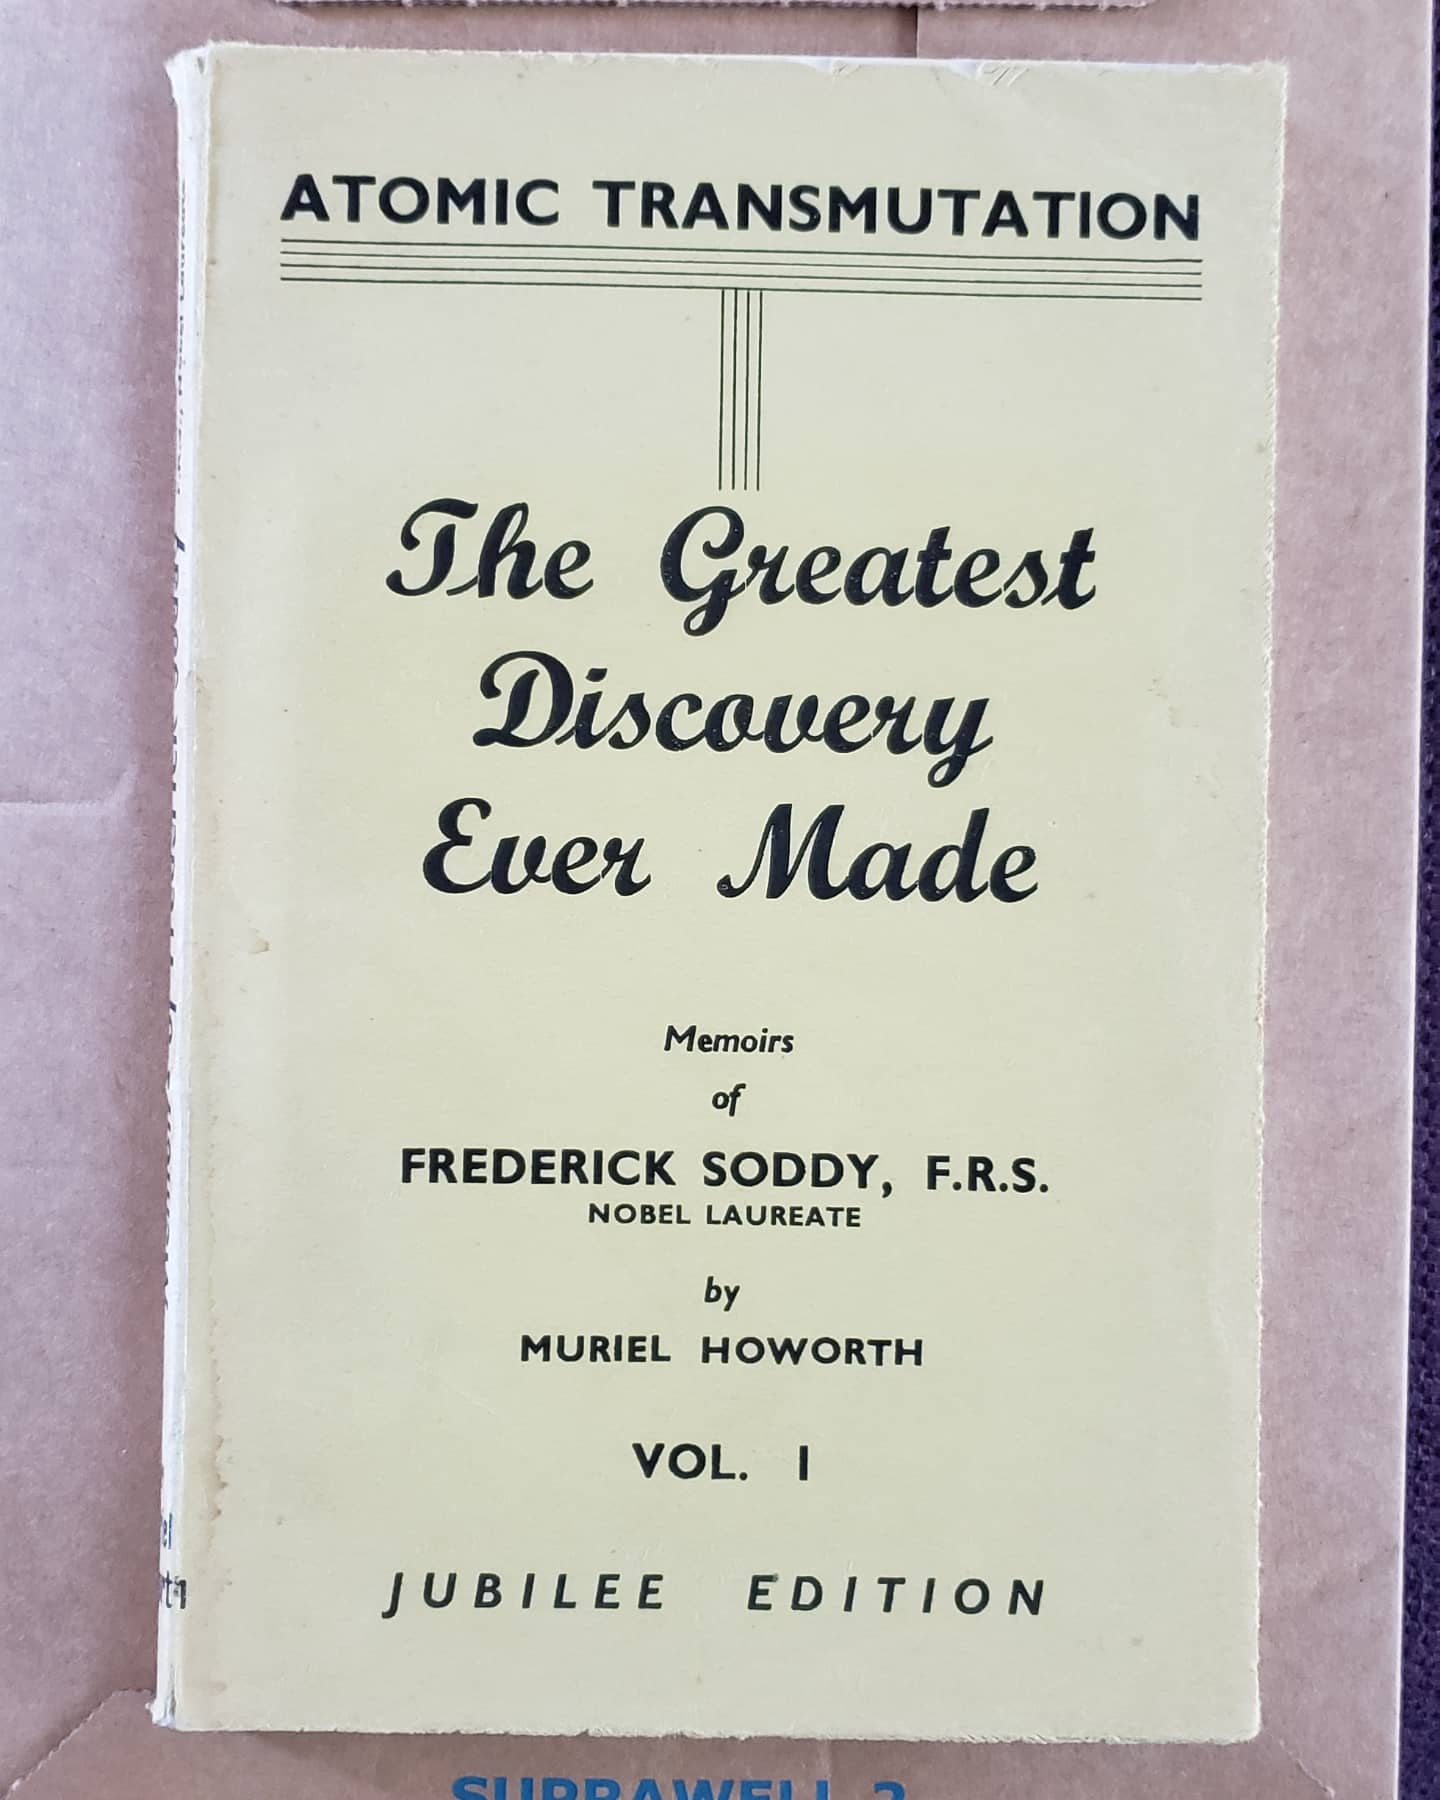 ATOMIC TRANSMUTATION
The Greatest
Discovery
Ever Made
Memoirs
of
FREDERICK SODDY, F.R.S.
NOBEL LAUREATE
by
MURIEL HOWORTH
VOL. I
JUBILEE EDITION